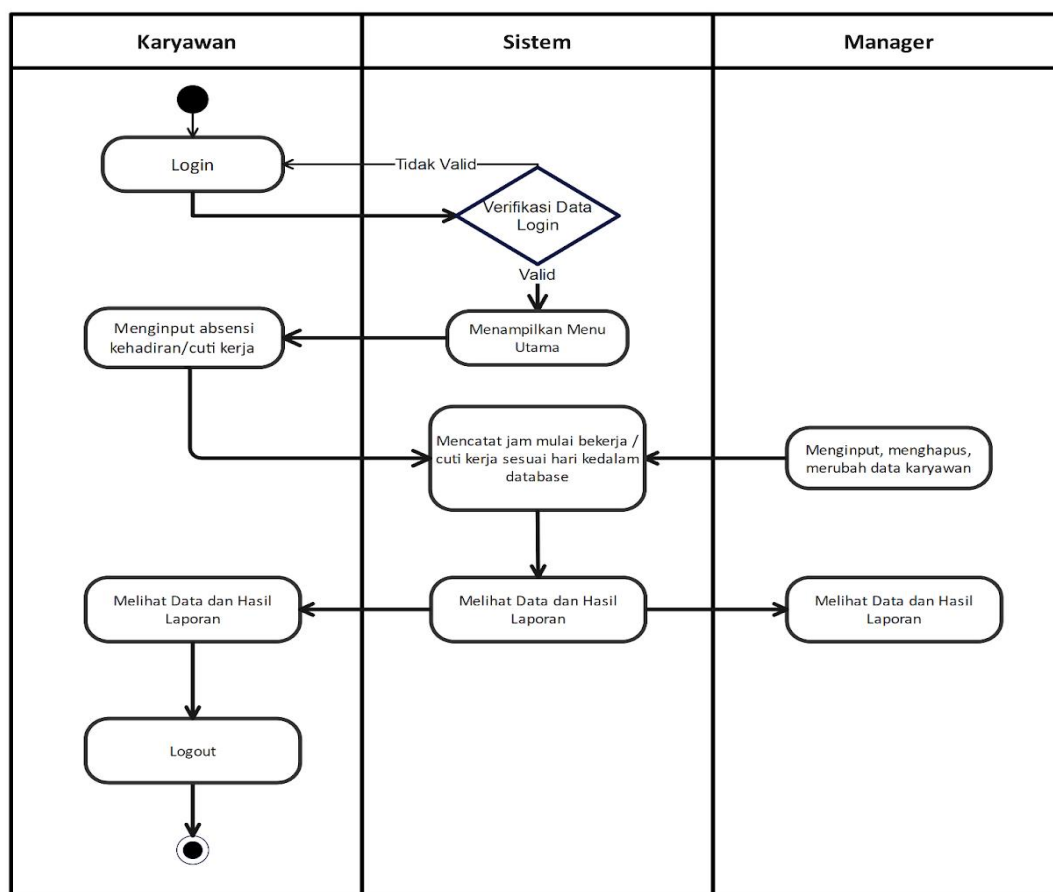 Karyawan
Sistem
Manager
Login
Tidak Valid
Verifikasi Data
Login
Valid
Menginput absensi
kehadiran/cuti kerja
Menampilkan Menu
Utama
Mencatat jam mulai bekerja /
cuti kerja sesuai hari kedalam
database
Menginput, menghapus,
merubah data karyawan
Melihat Data dan Hasil
Laporan
Melihat Data dan Hasil
Laporan
Melihat Data dan Hasil
Laporan
Logout